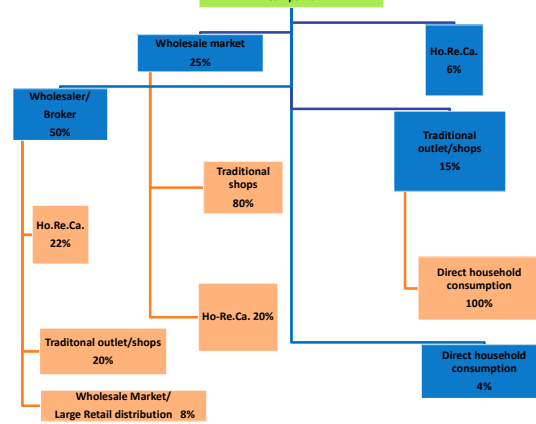 Wholesale market
25%
Ho.Re.Ca.
6%
Wholesaler/
Broker
50%
Traditional
outlet/shops
15%
Traditional
shops
80%
Ho.Re.Ca.
22%
Direct household
consumption
100%
Ho-Re.Ca. 20%
Traditonal outlet/shops
20%
Direct household
consumption
4%
Wholesale Market/
Large Retail distribution 8%